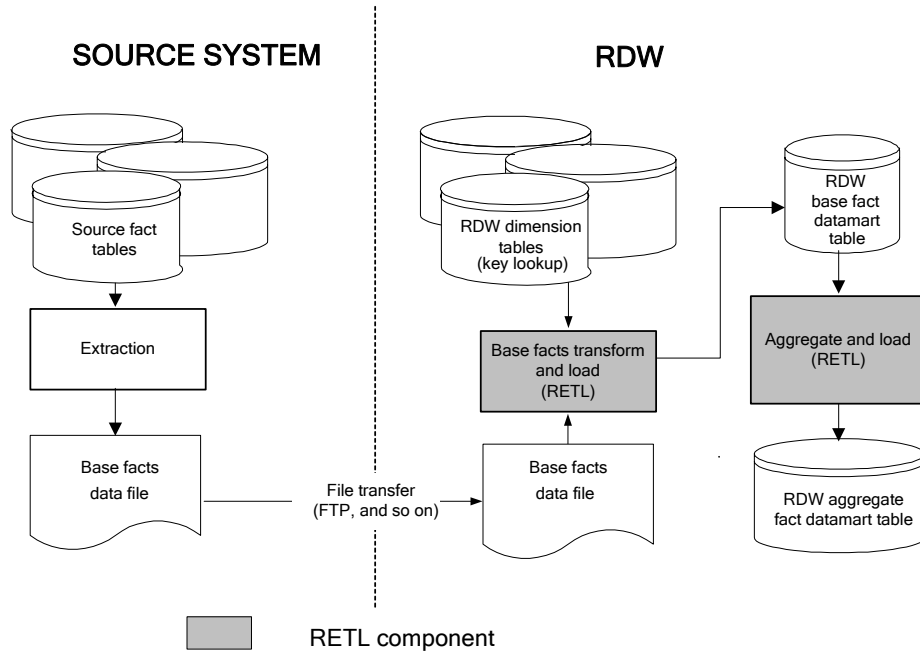 SOURCE SYSTEM
RDW
Source fact
tables
Extraction
Base facts
data file
File transfer
(FTP, and so on)
RDW dimension
tables
(key lookup)
Base facts transform
and load
(RETL)
Base facts
data file
RDW
base fact
datamart
table
Aggregate and load
(RETL)
RDW aggregate
fact datamart table
RETL component